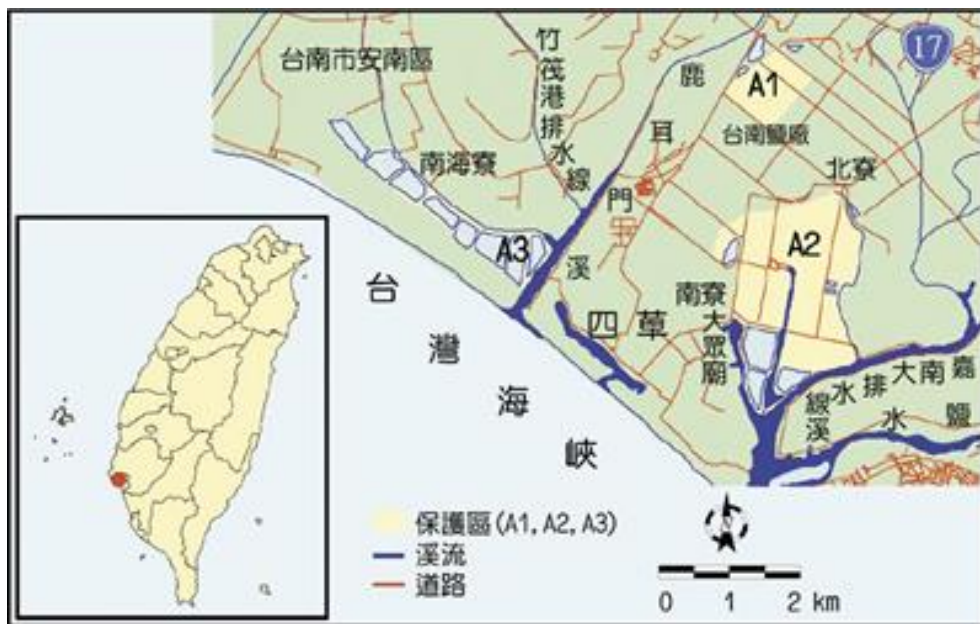 台南市安南區
竹筏港排水線
鹿耳門溪
17
A1
台南鹽廠
南海寮
北寮
A3
A2
台灣海峽
四草
南寮
大眾廟
嘉南大排水線
鹽水溪
保護區(A1, A2, A3)
溪流
道路
N
0 1 2 km